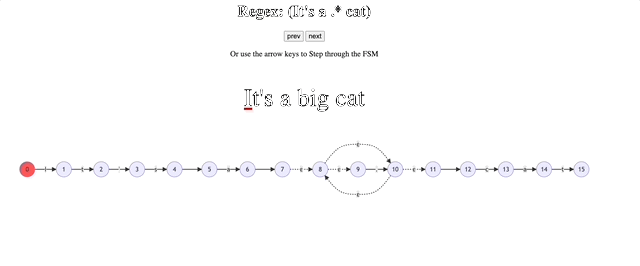 Regex: (It's a .* cat)
prev next
Or use the arrow keys to Step through the FSM
It's a big cat
0 1 2 3 4 5 6 7 8 9 10 11 12 13 14 15